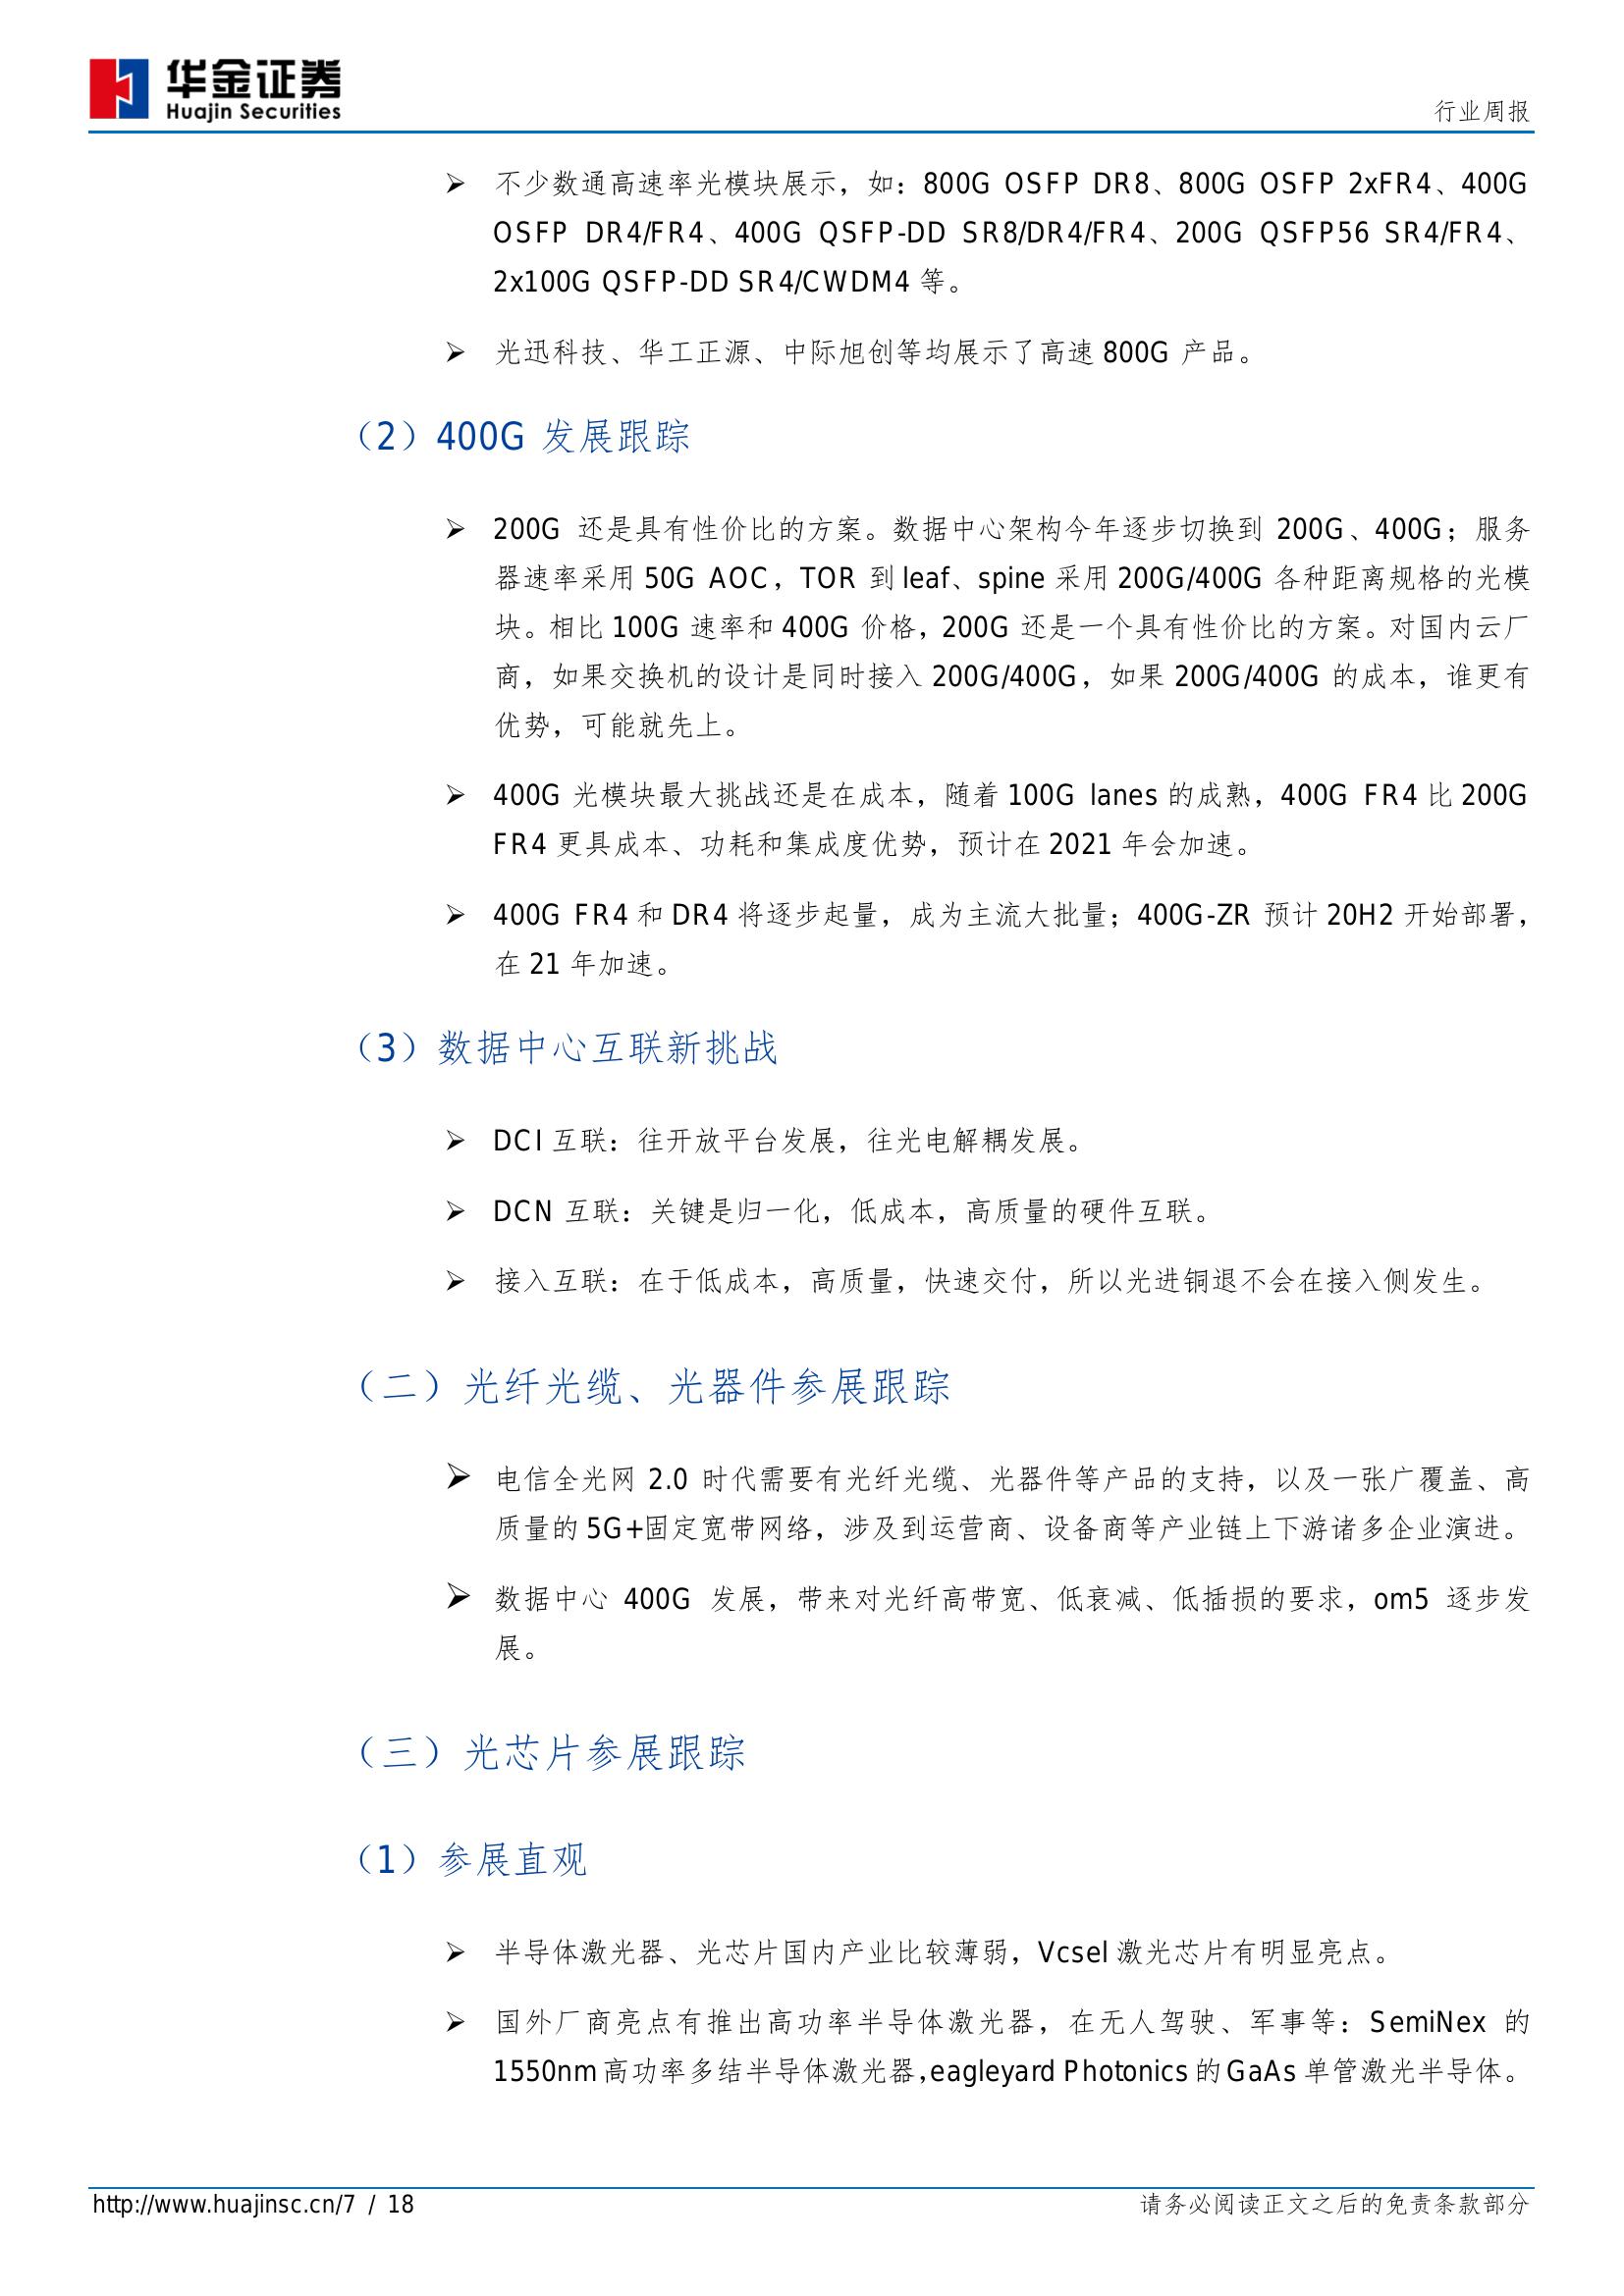 华金证券
Huajin Securities
行业周报
➢ 不少数通高速率光模块展示，如：800G OSFP DR8、800G OSFP 2xFR4、400G
OSFP DR4/FR4、400G QSFP-DD SR8/DR4/FR4、200G QSFP56 SR4/FR4、
2x100G QSFP-DD SR4/CWDM4 等。
➢ 光迅科技、华工正源、中际旭创等均展示了高速 800G 产品。
（2）400G 发展跟踪
➢ 200G 还是具有性价比的方案。数据中心架构今年逐步切换到 200G、400G；服务
器速率采用 50G AOC，TOR 到 leaf、spine 采用 200G/400G 各种距离规格的光模
块。相比 100G 速率和 400G 价格，200G 还是一个具有性价比的方案。对国内云厂
商，如果交换机的设计是同时接入 200G/400G，如果 200G/400G 的成本，谁更有
优势，可能就先上。
➢ 400G 光模块最大挑战还是在成本，随着 100G lanes 的成熟，400G FR4 比 200G
FR4 更具成本、功耗和集成度优势，预计在 2021 年会加速。
➢ 400G FR4 和 DR4 将逐步起量，成为主流大批量；400G-ZR 预计 20H2 开始部署，
在 21 年加速。
（3）数据中心互联新挑战
➢ DCI 互联：往开放平台发展，往光电解耦发展。
➢ DCN 互联：关键是归一化，低成本，高质量的硬件互联。
➢ 接入互联：在于低成本，高质量，快速交付，所以光进铜退不会在接入侧发生。
（二）光纤光缆、光器件参展跟踪
➢ 电信全光网 2.0 时代需要有光纤光缆、光器件等产品的支持，以及一张广覆盖、高
质量的 5G+固定宽带网络，涉及到运营商、设备商等产业链上下游诸多企业演进。
➢ 数据中心 400G 发展，带来对光纤高带宽、低衰减、低插损的要求，om5 逐步发
展。
（三）光芯片参展跟踪
（1）参展直观
➢ 半导体激光器、光芯片国内产业比较薄弱，Vcsel 激光芯片有明显亮点。
➢ 国外厂商亮点有推出高功率半导体激光器，在无人驾驶、军事等：SemiNex 的
1550nm 高功率多结半导体激光器，eagleyard Photonics 的 GaAs 单管激光半导体。
http://www.huajinsc.cn/7 / 18
请务必阅读正文之后的免责条款部分